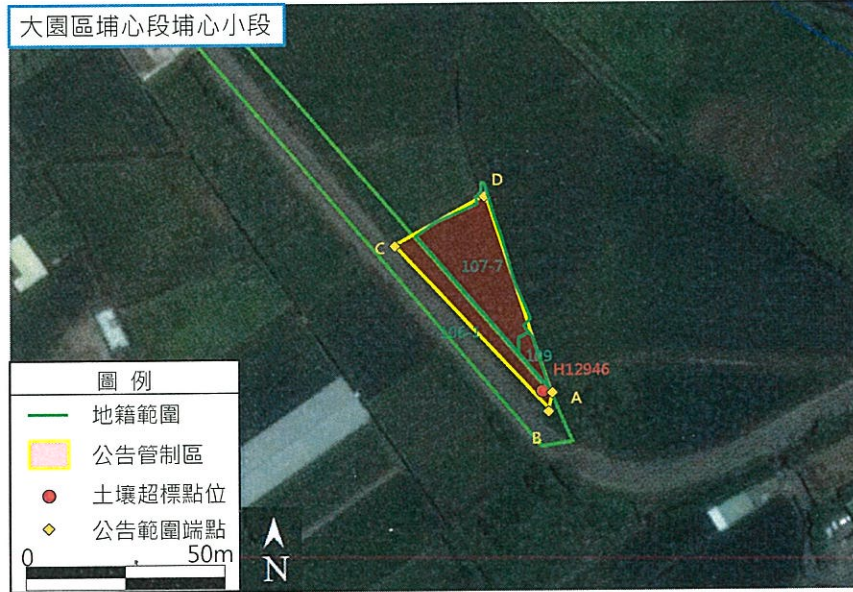 大園區埔心段埔心小段
D
C
107-7
109
H12946
A
B
圖例
地籍範圍
公告管制區
土壤超標點位
公告範圍端點
0 50m
N